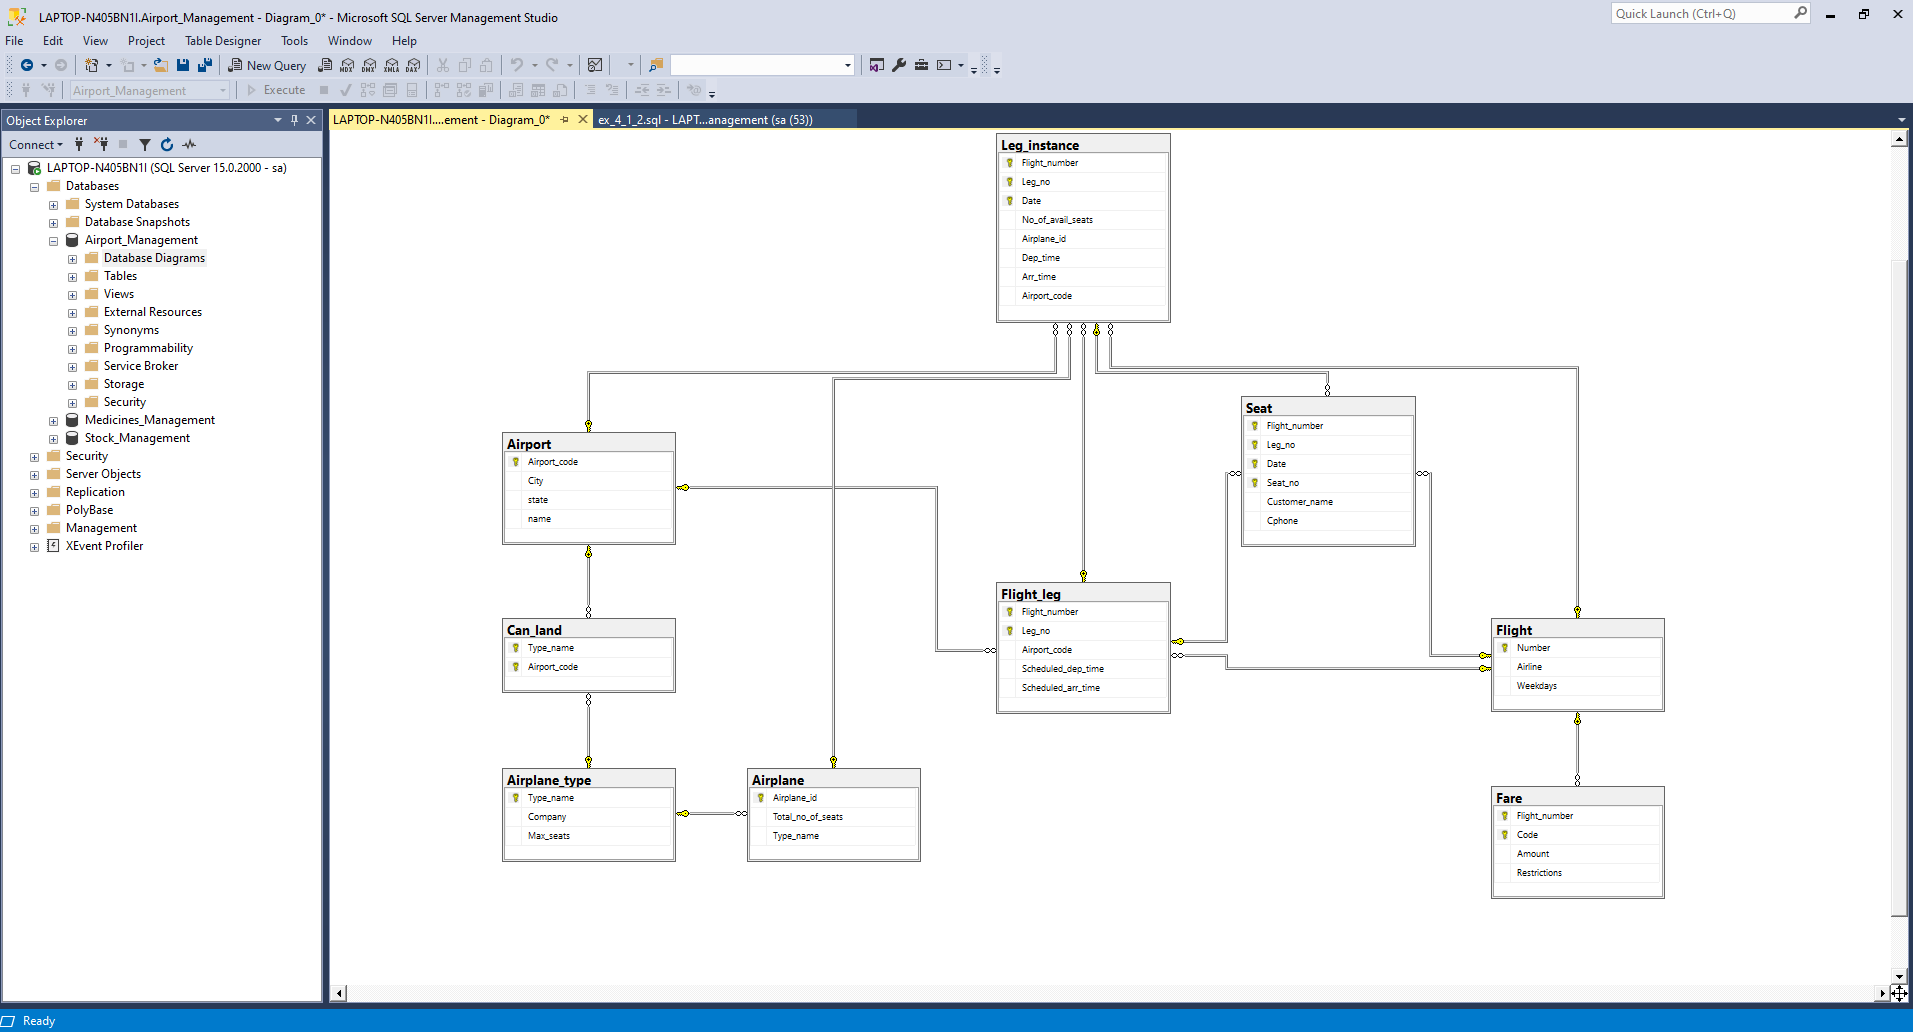 LAPTOP-N405BN1I.Airport_Management - Diagram_0* - Microsoft SQL Server Management Studio
Quick Launch (Ctrl+Q)
File Edit View Project Table Designer Tools Window Help
New Query
MDX DMX XMLA DAX
Airport_Management
Execute
Object Explorer
LAPTOP-N405BN1I....ement - Diagram_0*
ex_4_1_2.sql - LAPT...anagement (sa (53))
Connect
LAPTOP-N405BN1I (SQL Server 15.0.2000 - sa)
Databases
System Databases
Database Snapshots
Airport_Management
Database Diagrams
Tables
Views
External Resources
Synonyms
Programmability
Service Broker
Storage
Security
Medicines_Management
Stock_Management
Security
Server Objects
Replication
PolyBase
Management
XEvent Profiler
Leg_instance
Flight_number
Leg_no
Date
No_of_avail_seats
Airplane_id
Dep_time
Arr_time
Airport_code
Seat
Flight_number
Leg_no
Date
Seat_no
Customer_name
Cphone
Airport
Airport_code
City
state
name
Flight_leg
Flight_number
Leg_no
Airport_code
Scheduled_dep_time
Scheduled_arr_time
Can_land
Type_name
Airport_code
Flight
Number
Airline
Weekdays
Airplane_type
Type_name
Company
Max_seats
Airplane
Airplane_id
Total_no_of_seats
Type_name
Fare
Flight_number
Code
Amount
Restrictions
Ready